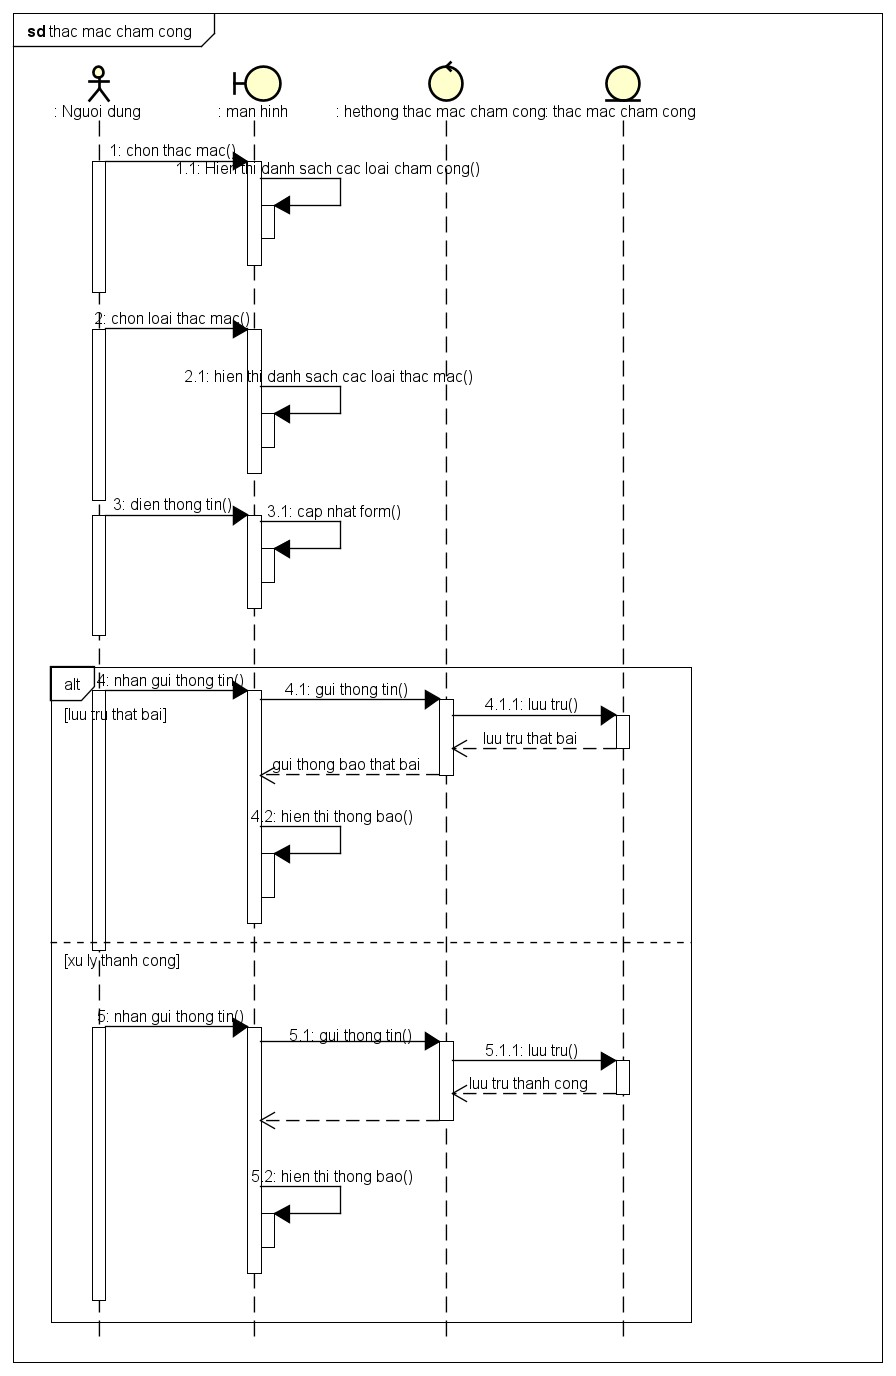 sd thac mac cham cong
: Nguoi dung
: man hinh
: hethong thac mac cham cong
: thac mac cham cong
1: chon thac mac()
1.1: Hien thi danh sach cac loai cham cong()
2: chon loai thac mac()
2.1: hien thi danh sach cac loai thac mac()
3: dien thong tin()
3.1: cap nhat form()
alt
4: nhan gui thong tin()
4.1: gui thong tin()
4.1.1: luu tru()
[luu tru that bai]
luu tru that bai
gui thong bao that bai
4.2: hien thi thong bao()
[xu ly thanh cong]
5: nhan gui thong tin()
5.1: gui thong tin()
5.1.1: luu tru()
luu tru thanh cong
5.2: hien thi thong bao()